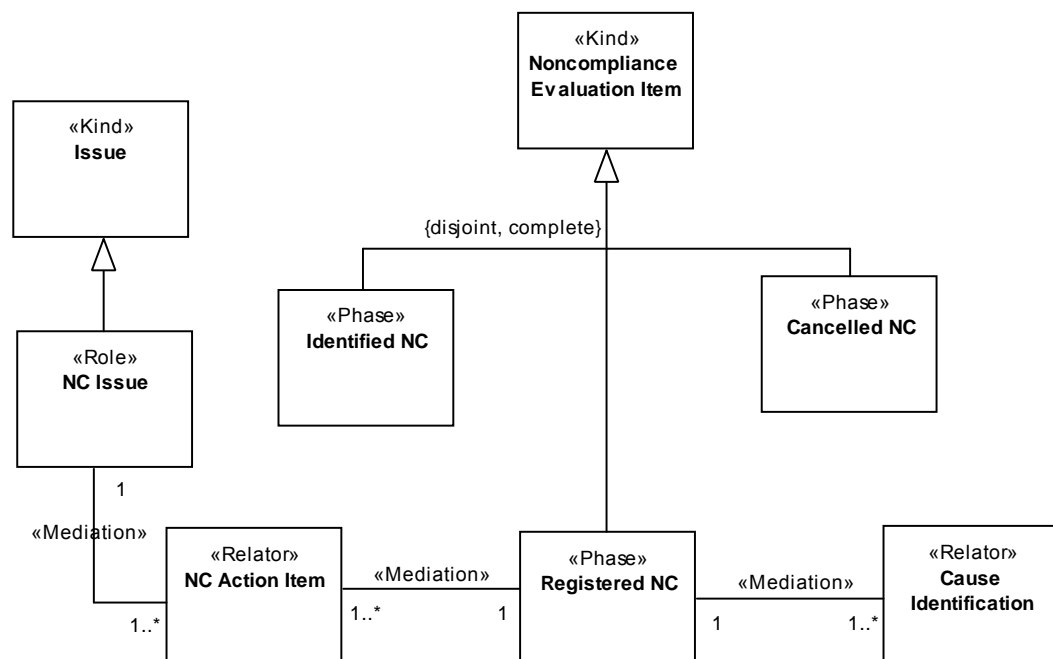 «Kind»
Noncompliance
Evaluation Item
«Kind»
Issue
{disjoint, complete}
«Phase»
Identified NC
«Phase»
Cancelled NC
«Role»
NC Issue
1
«Mediation»
«Relator»
NC Action Item
1..*
«Mediation»
1..*
1
«Phase»
Registered NC
«Mediation»
1
1..*
«Relator»
Cause
Identification